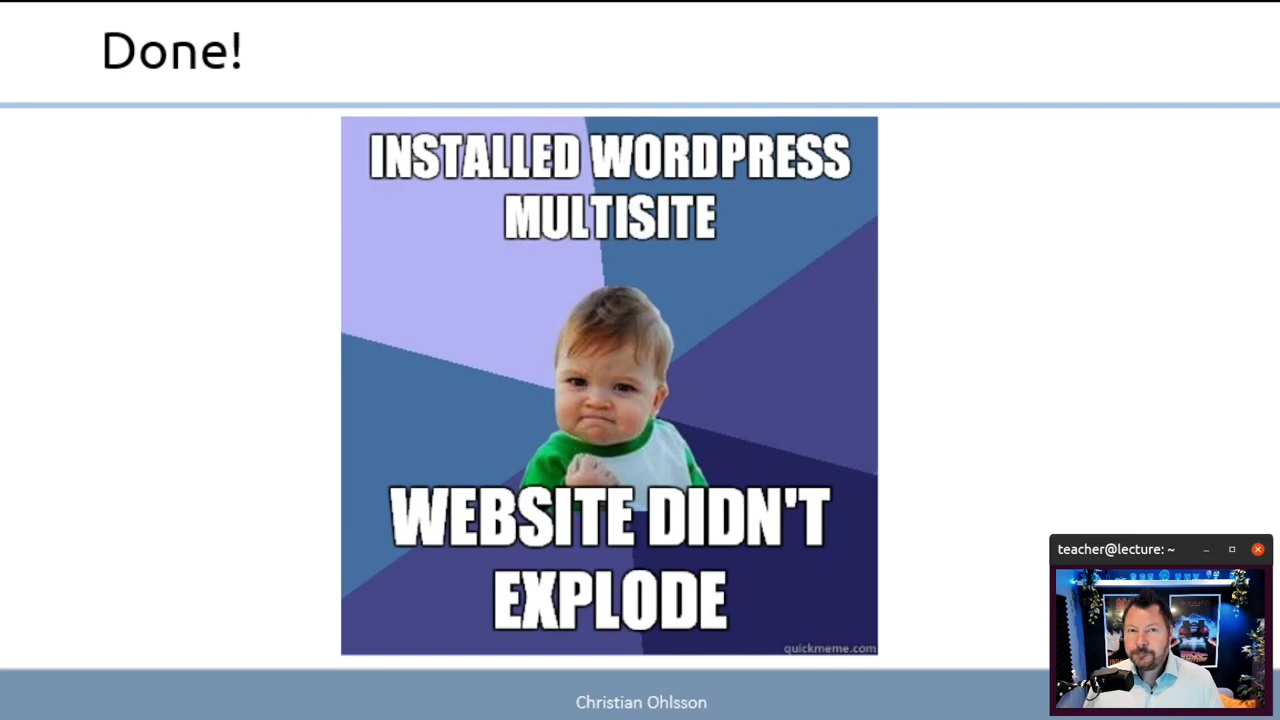 Done!
INSTALLED WORDPRESS
MULTISITE
WEBSITE DIDN'T
EXPLODE
quickmeme.com
teacher@lecture: ~
Christian Ohlsson